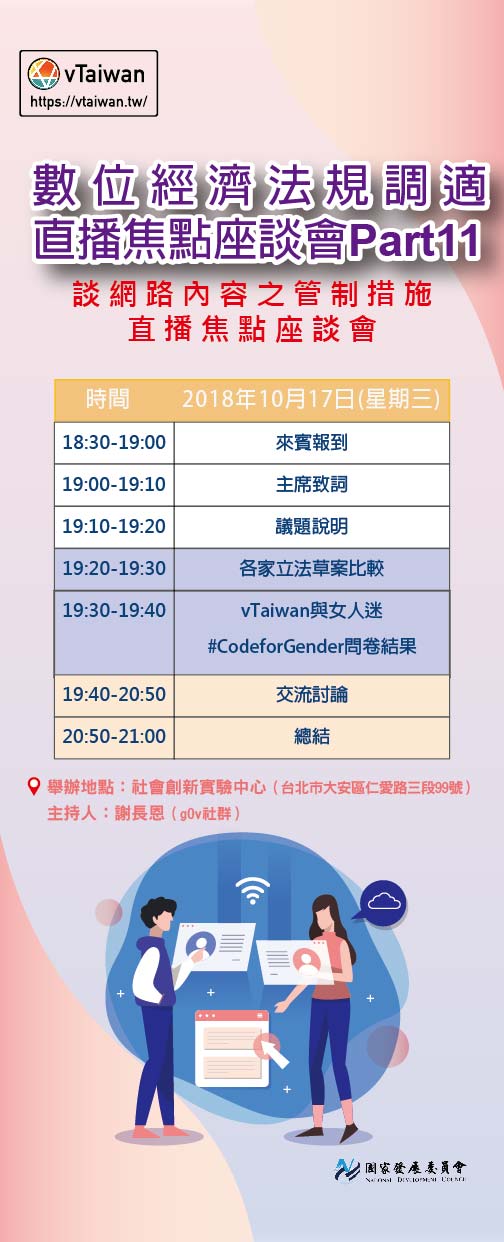 vTaiwan
https://vtaiwan.tw/
數位經濟法規調適
直播焦點座談會Part11
談網路內容之管制措施
直播焦點座談會
時間 2018年10月17日(星期三)
18:30-19:00 來賓報到
19:00-19:10 主席致詞
19:10-19:20 議題說明
19:20-19:30 各家立法草案比較
19:30-19:40 vTaiwan與女人迷
#CodeforGender問卷結果
19:40-20:50 交流討論
20:50-21:00 總結
舉辦地點：社會創新實驗中心（台北市大安區仁愛路三段99號）
主持人：謝長恩（g0v社群）
國家發展委員會
NATIONAL DEVELOPMENT COUNCIL